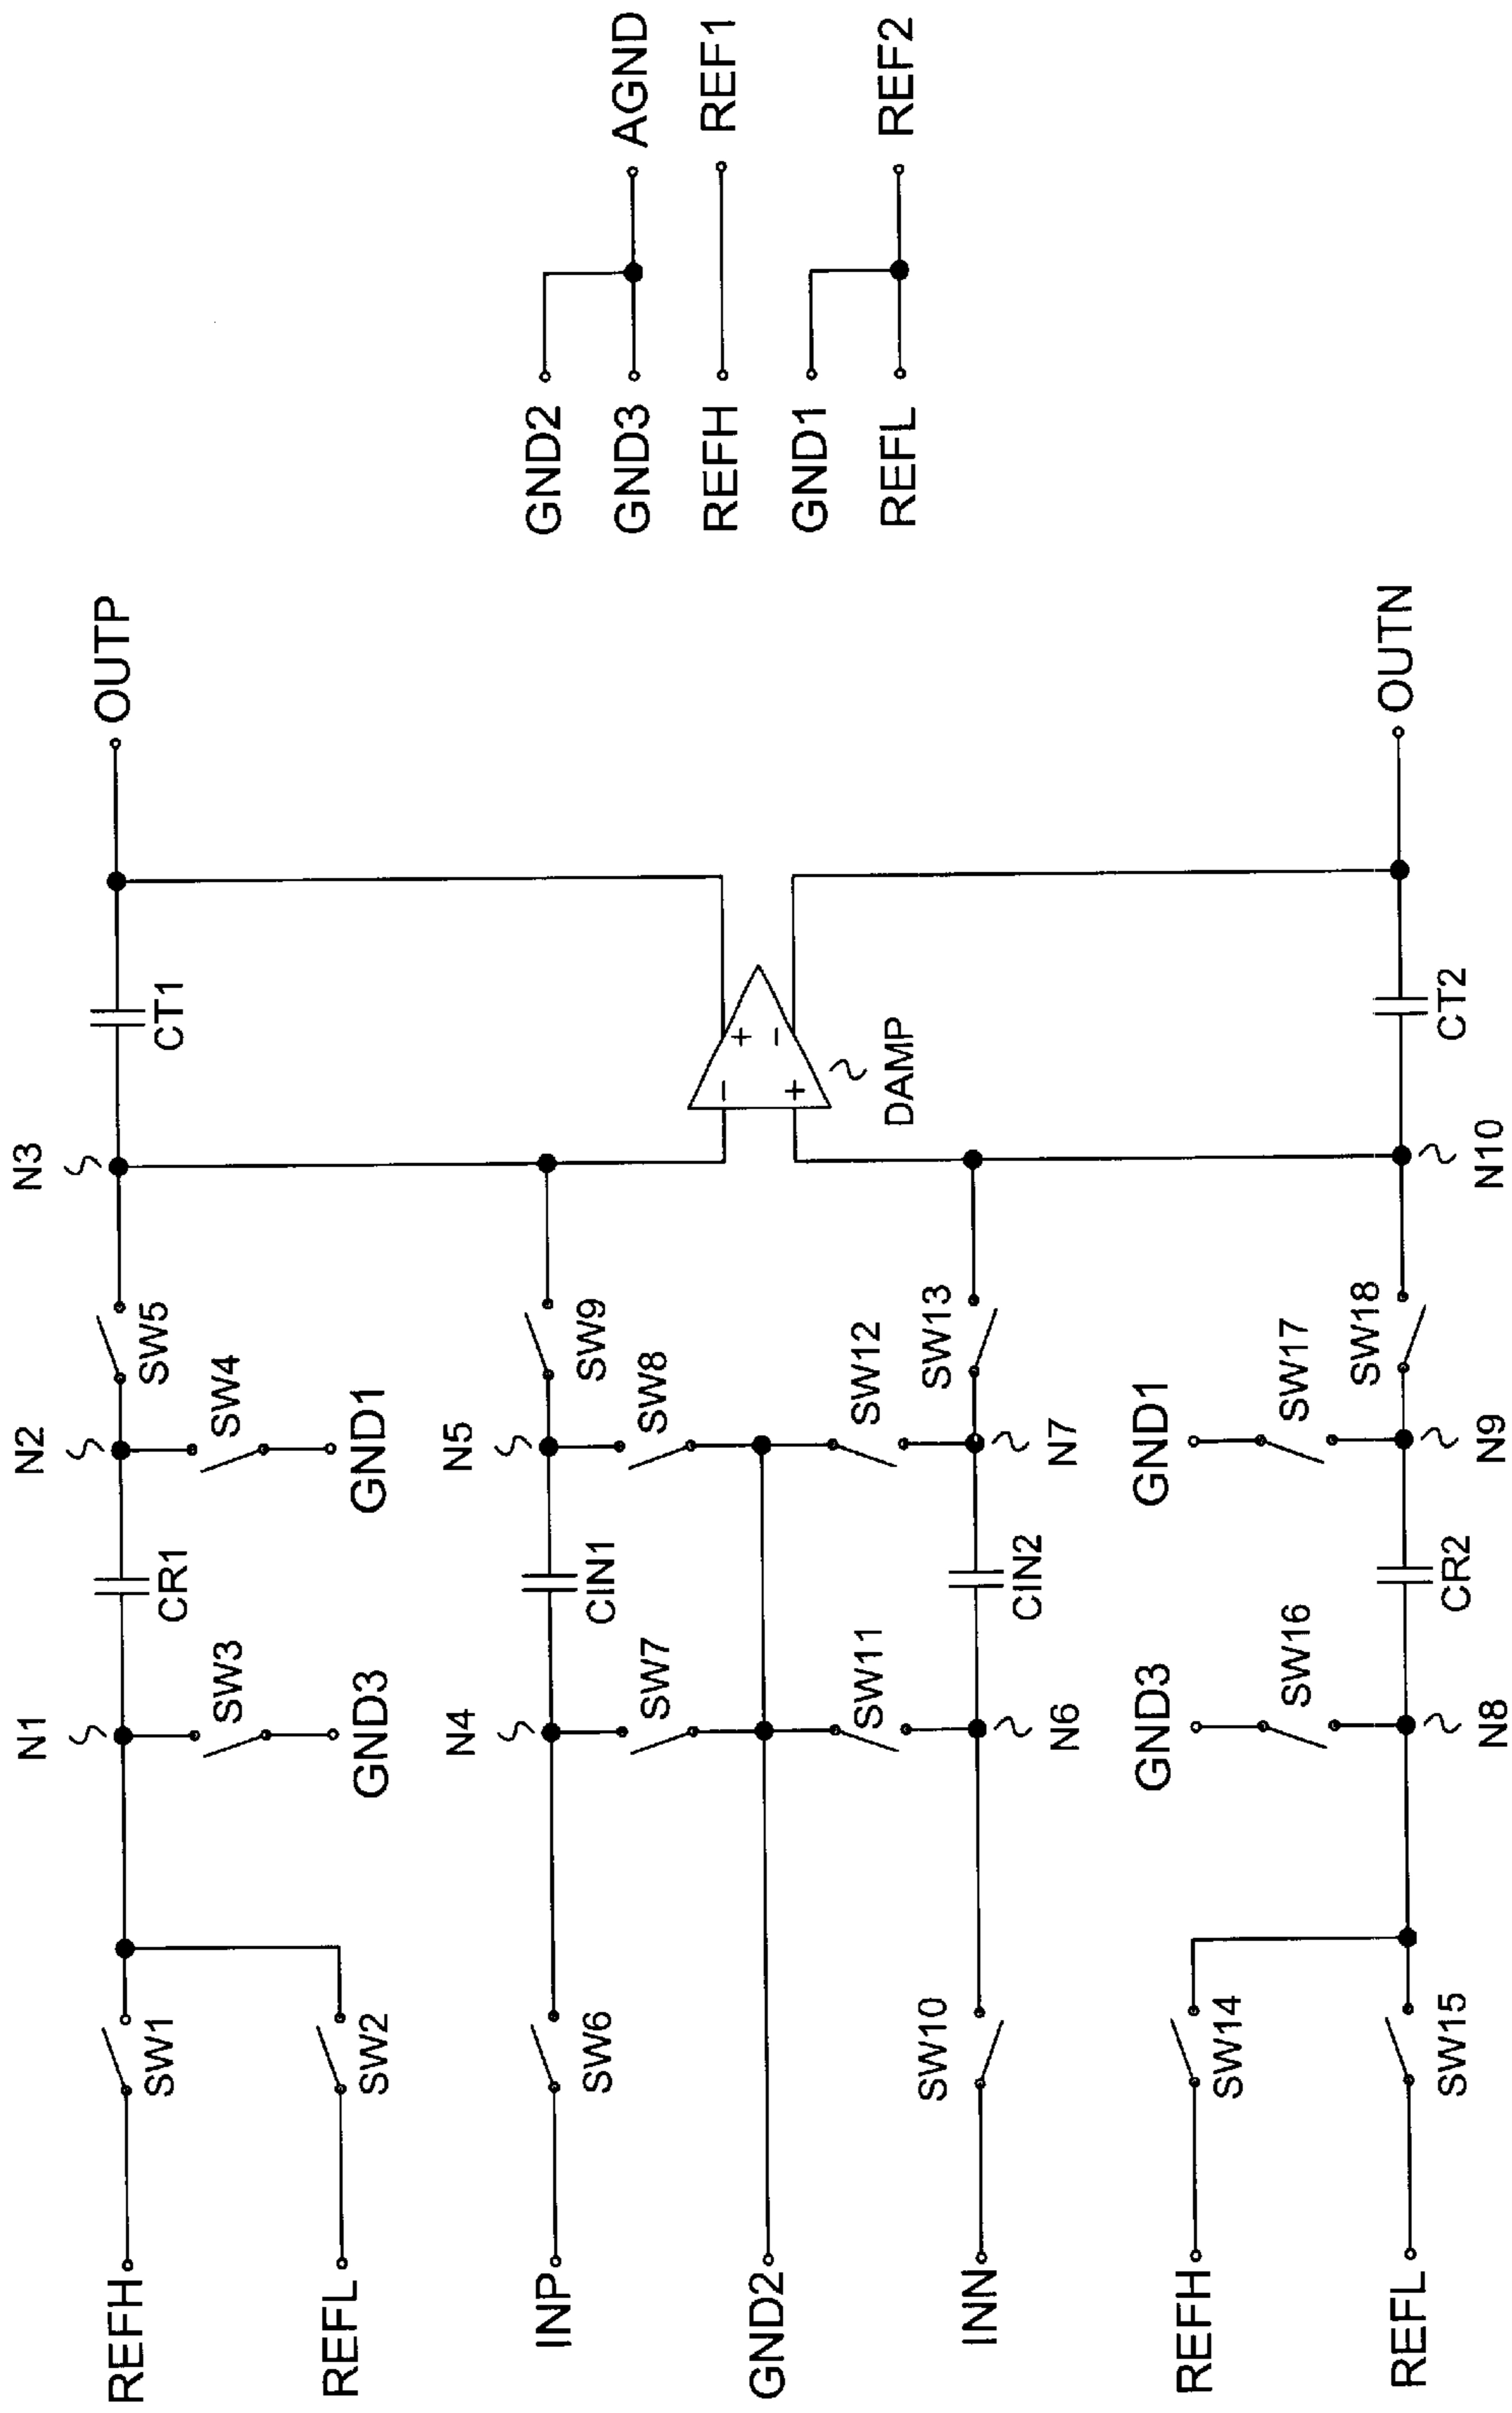 N1
N2
N3
REFH
SW1
CR1
SW5
CT1
OUTP
SW3
SW4
REFL
SW2
GND3
GND1
N4
N5
INP
SW6
CIN1
SW9
SW7
SW8
GND2
DAMP
-
+
+
-
SW11
SW12
INN
SW10
CIN2
SW13
N6
N7
GND3
GND1
REFH
SW14
SW16
SW17
REFL
SW15
CR2
SW18
CT2
OUTN
N8
N9
N10
GND2
GND3
AGND
REFH
REF1
GND1
REFL
REF2